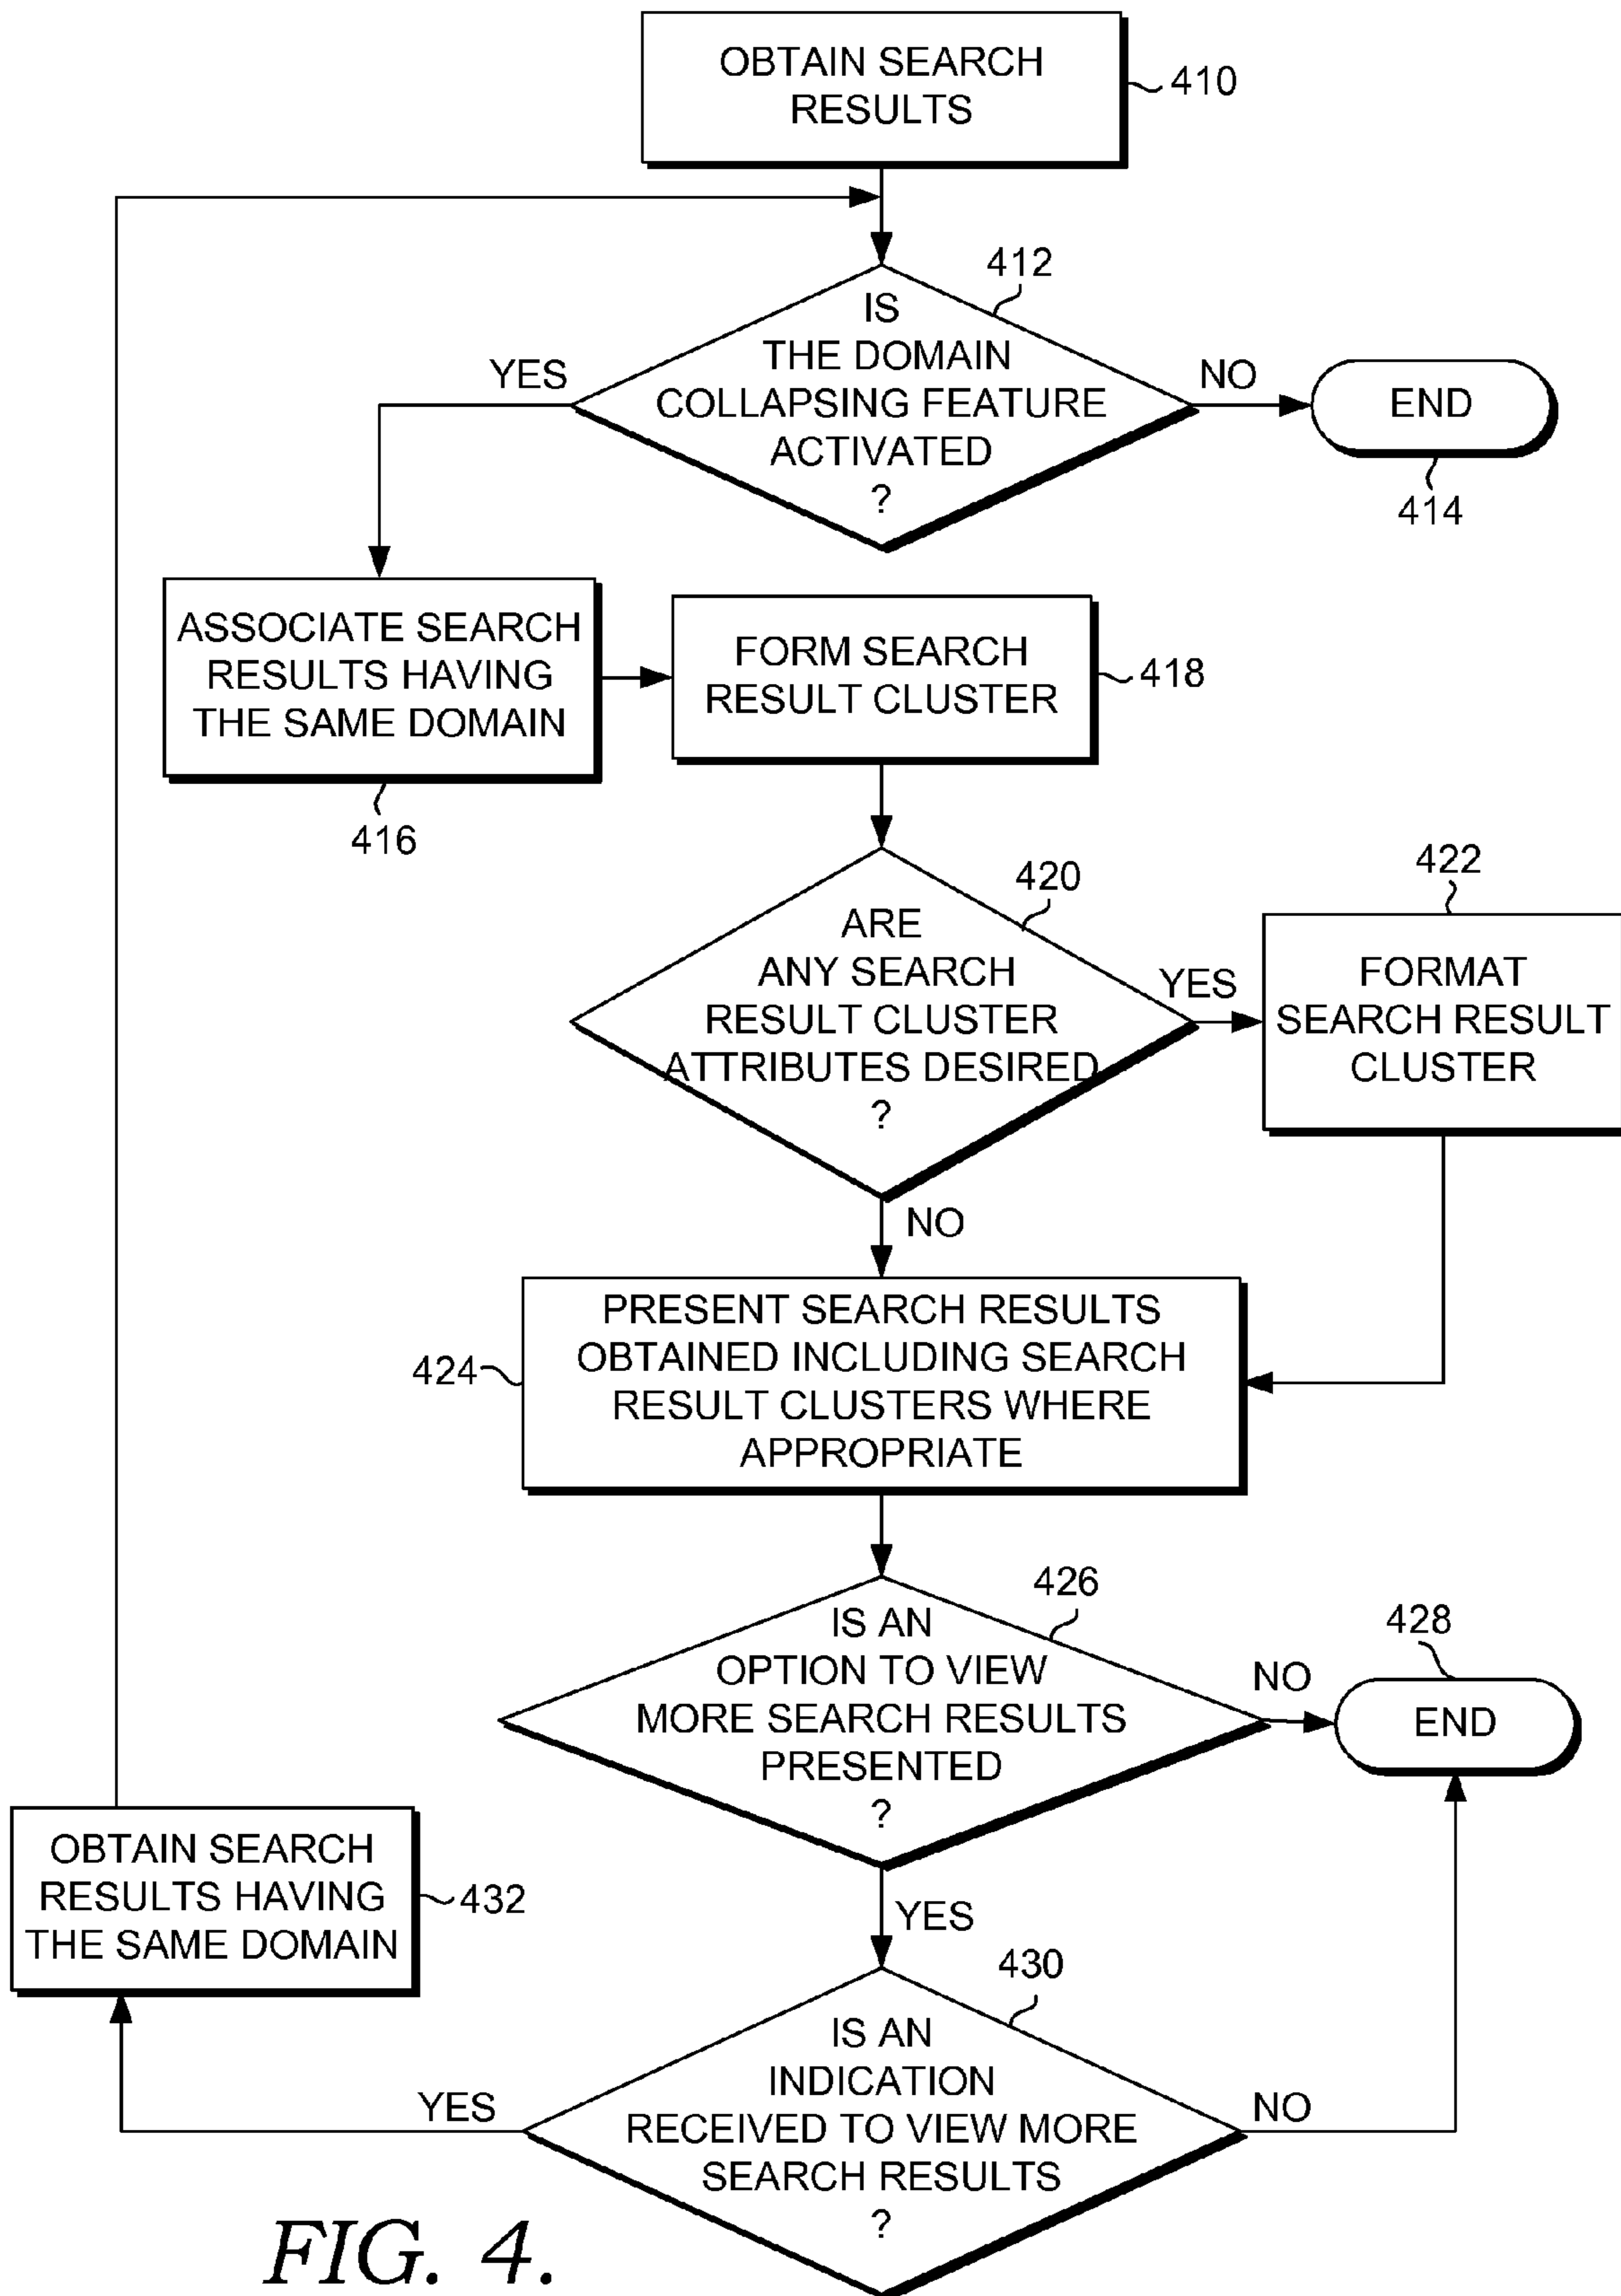 OBTAIN SEARCH
RESULTS
410
412
IS
THE DOMAIN
COLLAPSING FEATURE
ACTIVATED
?
YES
NO
END
414
ASSOCIATE SEARCH
RESULTS HAVING
THE SAME DOMAIN
416
FORM SEARCH
RESULT CLUSTER
418
420
ARE
ANY SEARCH
RESULT CLUSTER
ATTRIBUTES DESIRED
?
YES
422
FORMAT
SEARCH RESULT
CLUSTER
NO
PRESENT SEARCH RESULTS
OBTAINED INCLUDING SEARCH
RESULT CLUSTERS WHERE
APPROPRIATE
424
426
IS AN
OPTION TO VIEW
MORE SEARCH RESULTS
PRESENTED
?
NO
428
END
YES
430
IS AN
INDICATION
RECEIVED TO VIEW MORE
SEARCH RESULTS
?
NO
YES
OBTAIN SEARCH
RESULTS HAVING
THE SAME DOMAIN
432
FIG. 4.